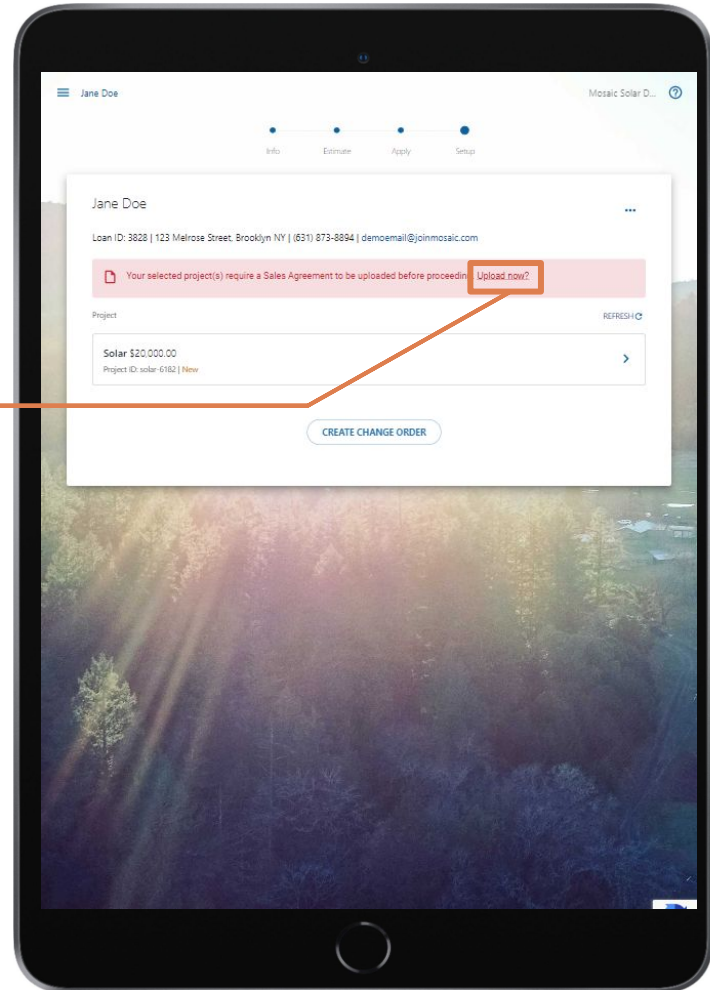 Jane Doe
Mosaic Solar D...
Info Estimate Apply Setup
Jane Doe
...
Loan ID: 3828 | 123 Melrose Street, Brooklyn NY | (631) 873-8894 | demoemail@joinmosaic.com
Your selected project(s) require a Sales Agreement to be uploaded before proceedin Upload now?
Project
REFRESH
Solar $20,000.00
Project ID: solar-6182 | New
CREATE CHANGE ORDER